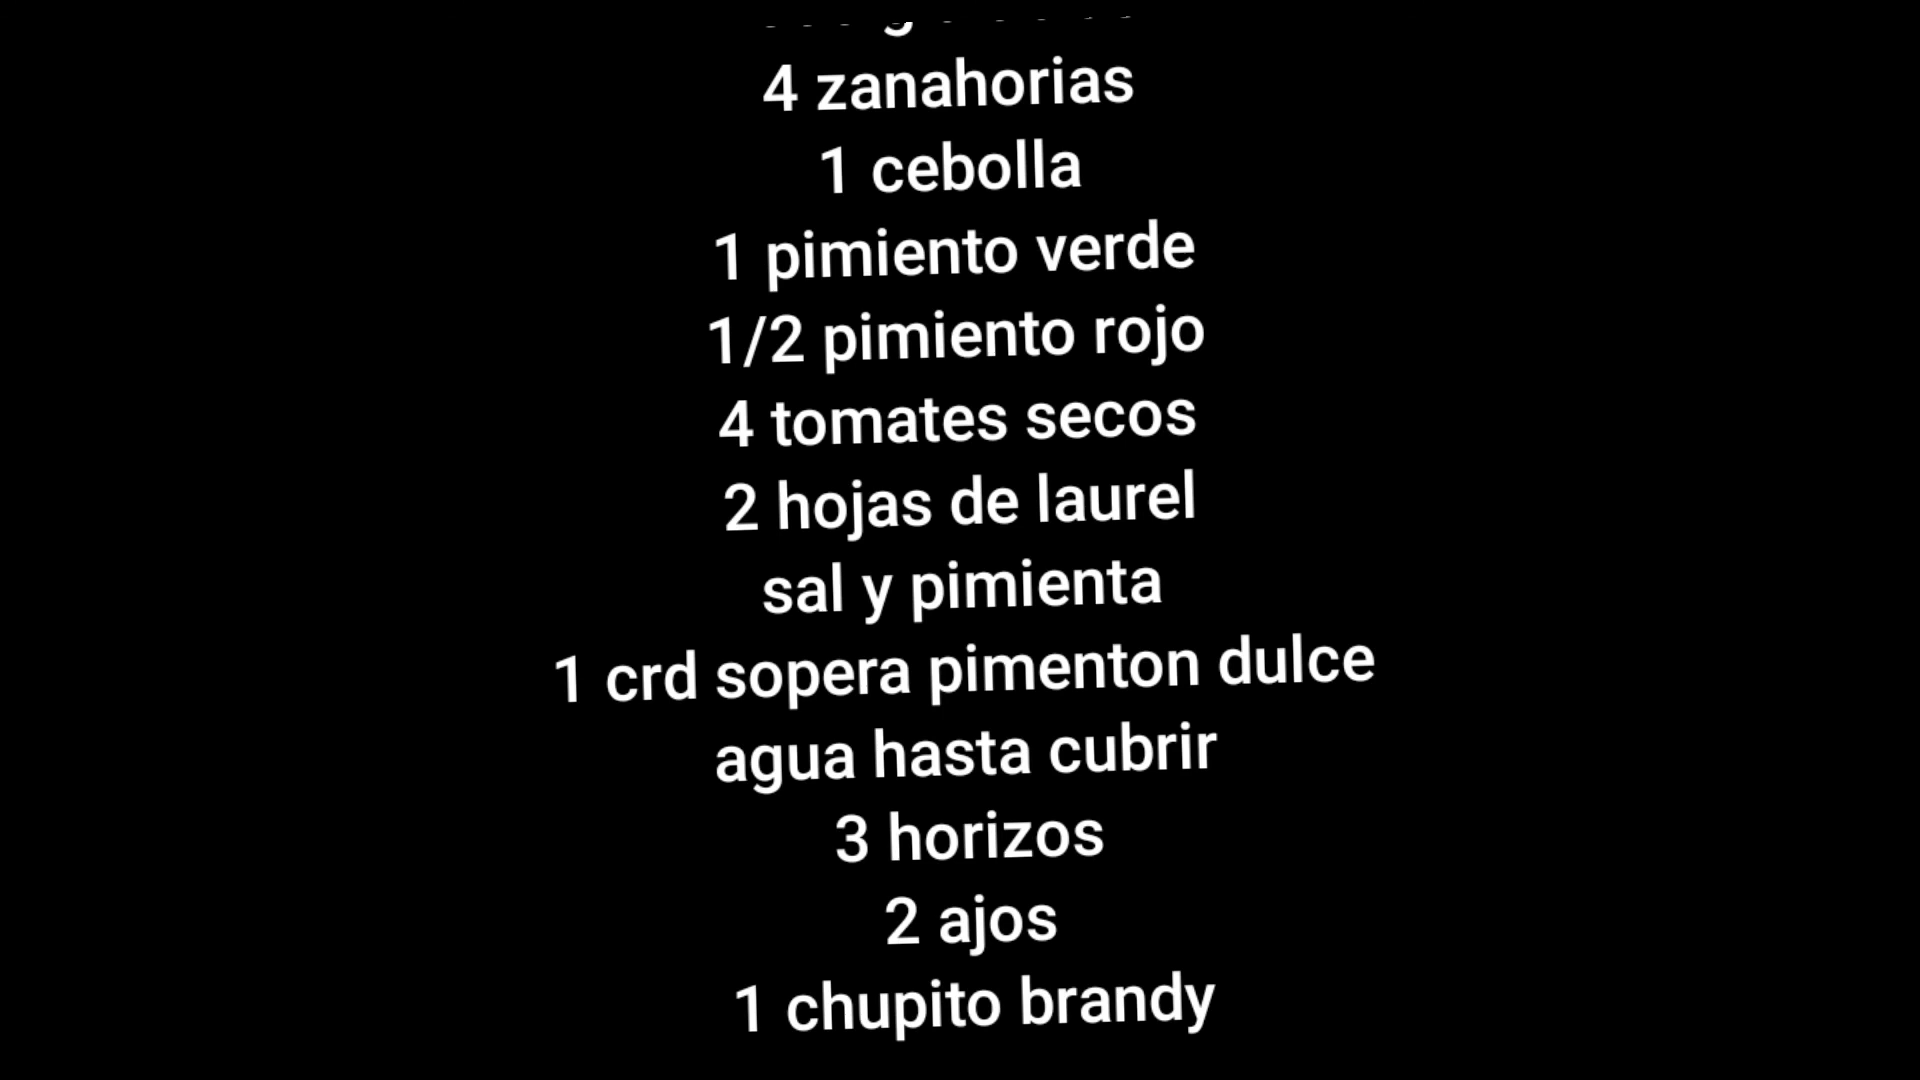 4 zanahorias
1 cebolla
1 pimiento verde
1/2 pimiento rojo
4 tomates secos
2 hojas de laurel
sal y pimienta
1 crd sopera pimenton dulce
agua hasta cubrir
3 horizos
2 ajos
1 chupito brandy